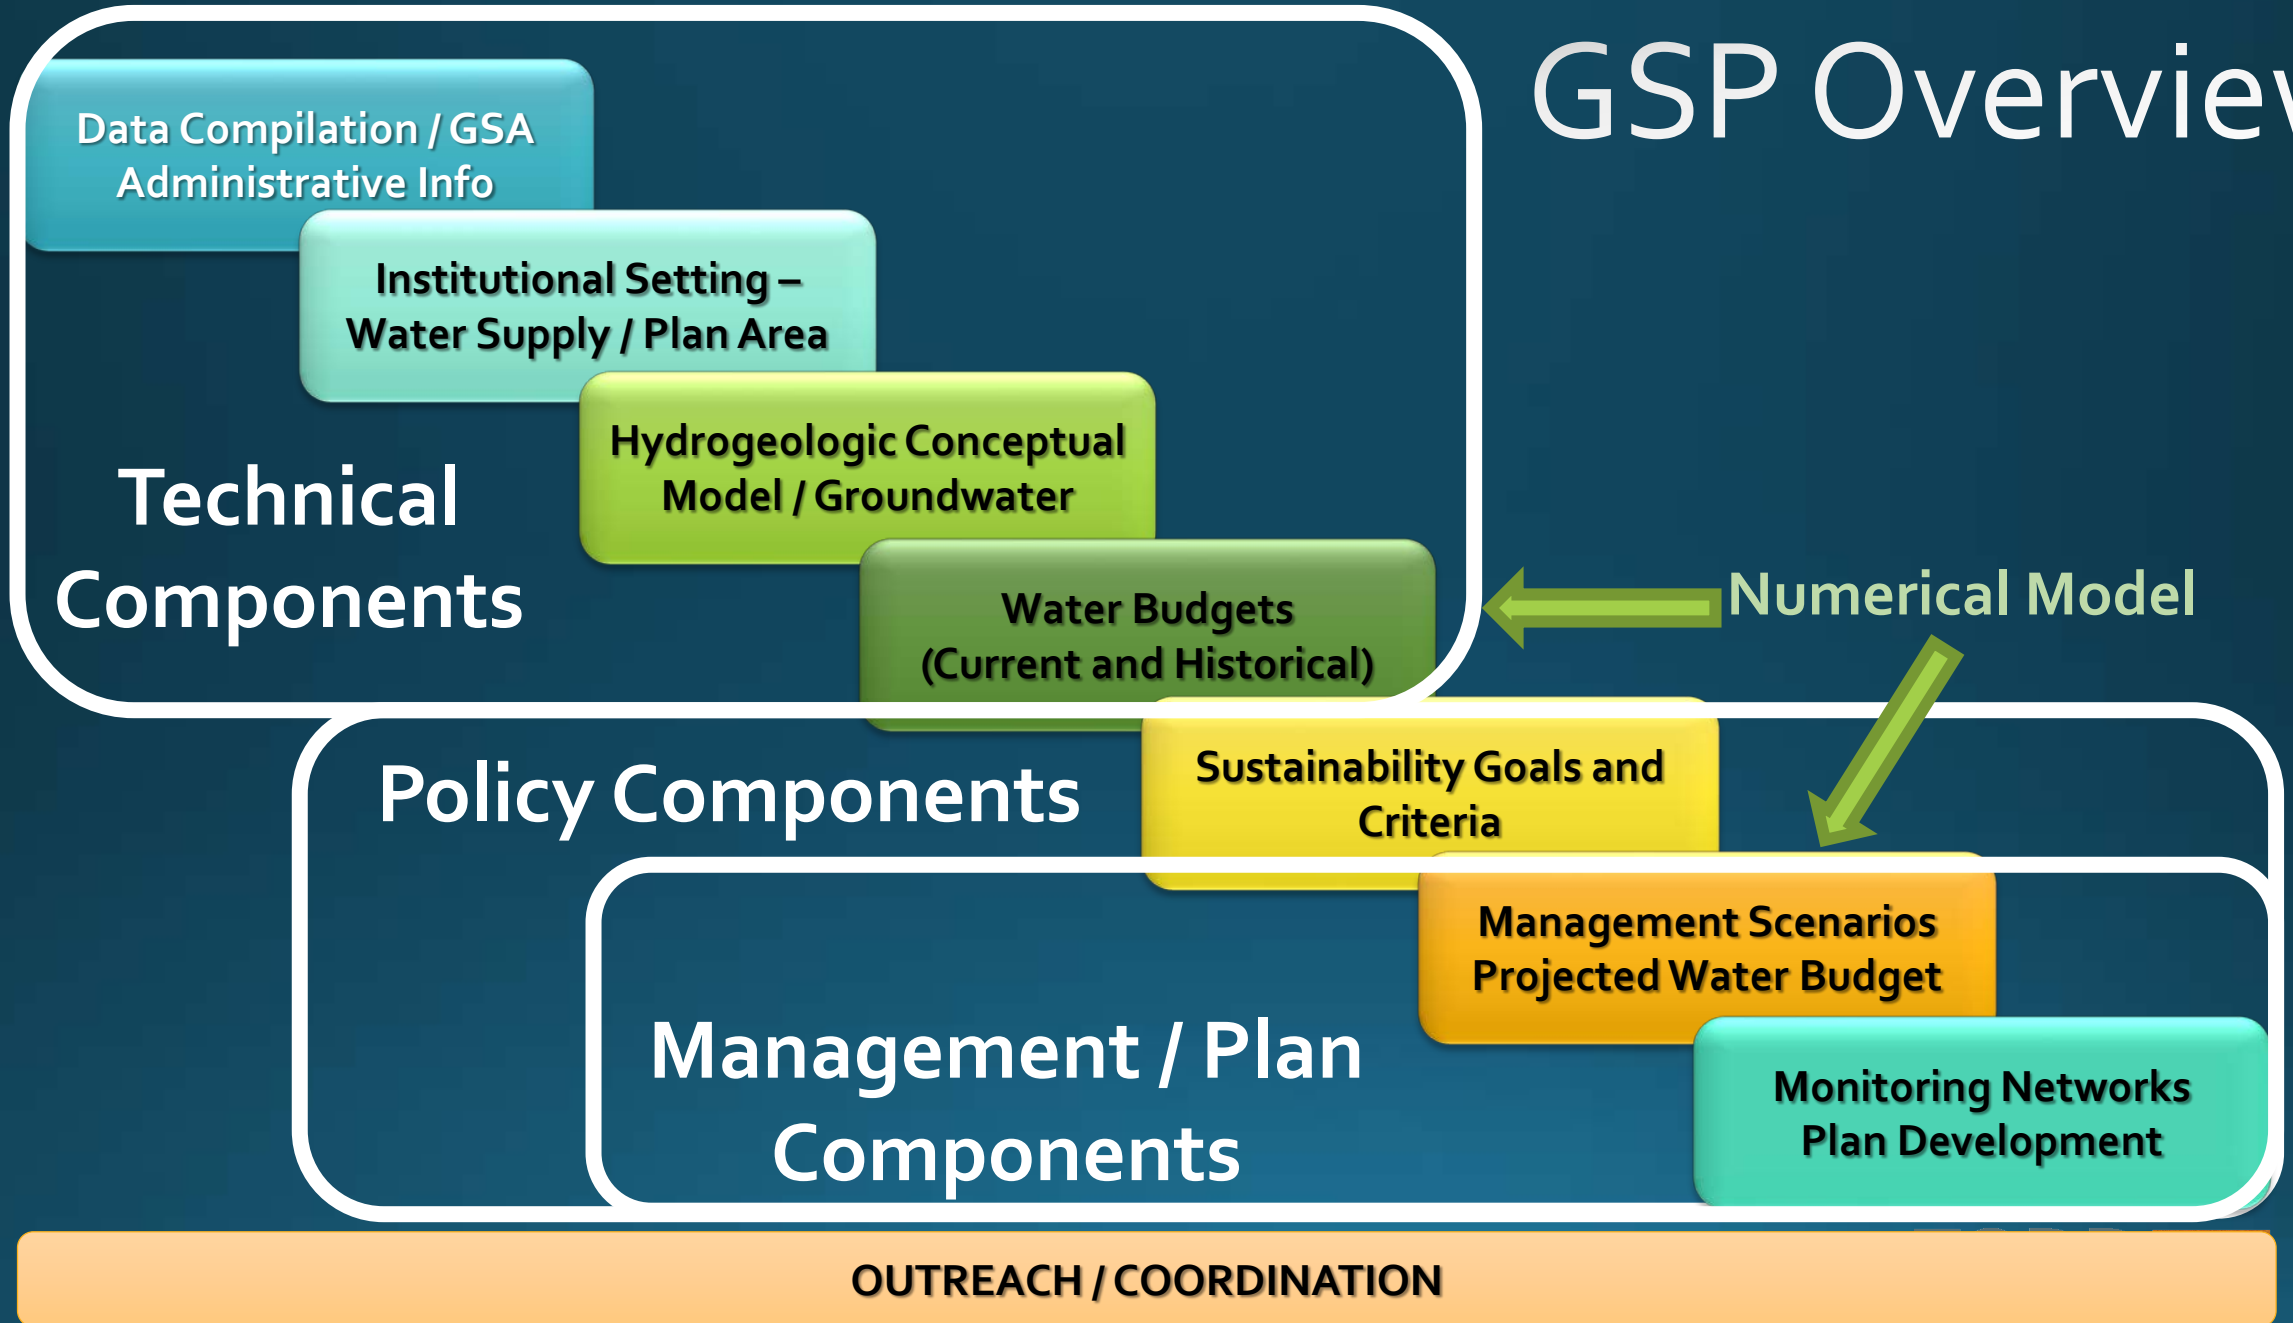 GSP Overview
Data Compilation / GSA
Administrative Info
Institutional Setting –
Water Supply / Plan Area
Hydrogeologic Conceptual
Model / Groundwater
Technical
Components
Water Budgets
(Current and Historical)
Numerical Model
Policy Components
Sustainability Goals and
Criteria
Management Scenarios
Projected Water Budget
Management / Plan
Components
Monitoring Networks
Plan Development
OUTREACH / COORDINATION